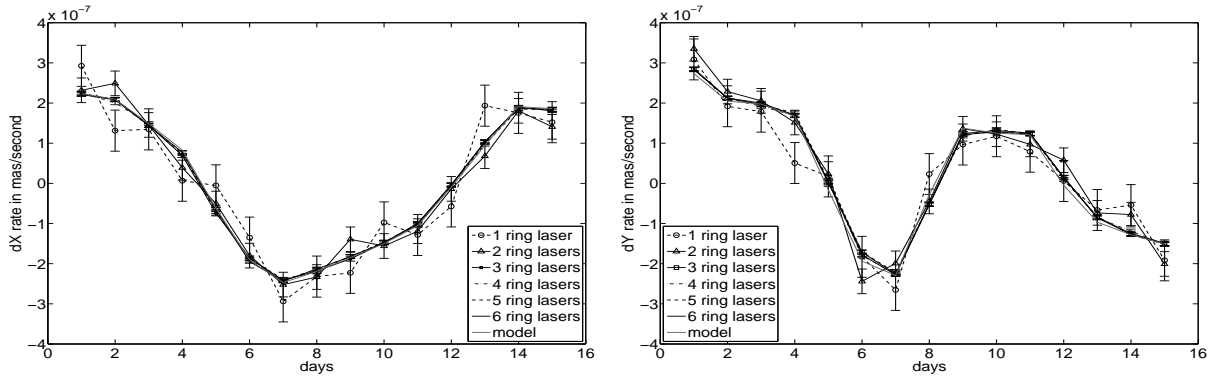 x 10⁻⁷
4
3
2
1
0
−1
−2
−3
−4
dX rate in mas/second
0 2 4 6 8 10 12 14 16
days
1 ring laser
2 ring lasers
3 ring lasers
4 ring lasers
5 ring lasers
6 ring lasers
model
x 10⁻⁷
4
3
2
1
0
−1
−2
−3
−4
dY rate in mas/second
0 2 4 6 8 10 12 14 16
days
1 ring laser
2 ring lasers
3 ring lasers
4 ring lasers
5 ring lasers
6 ring lasers
model